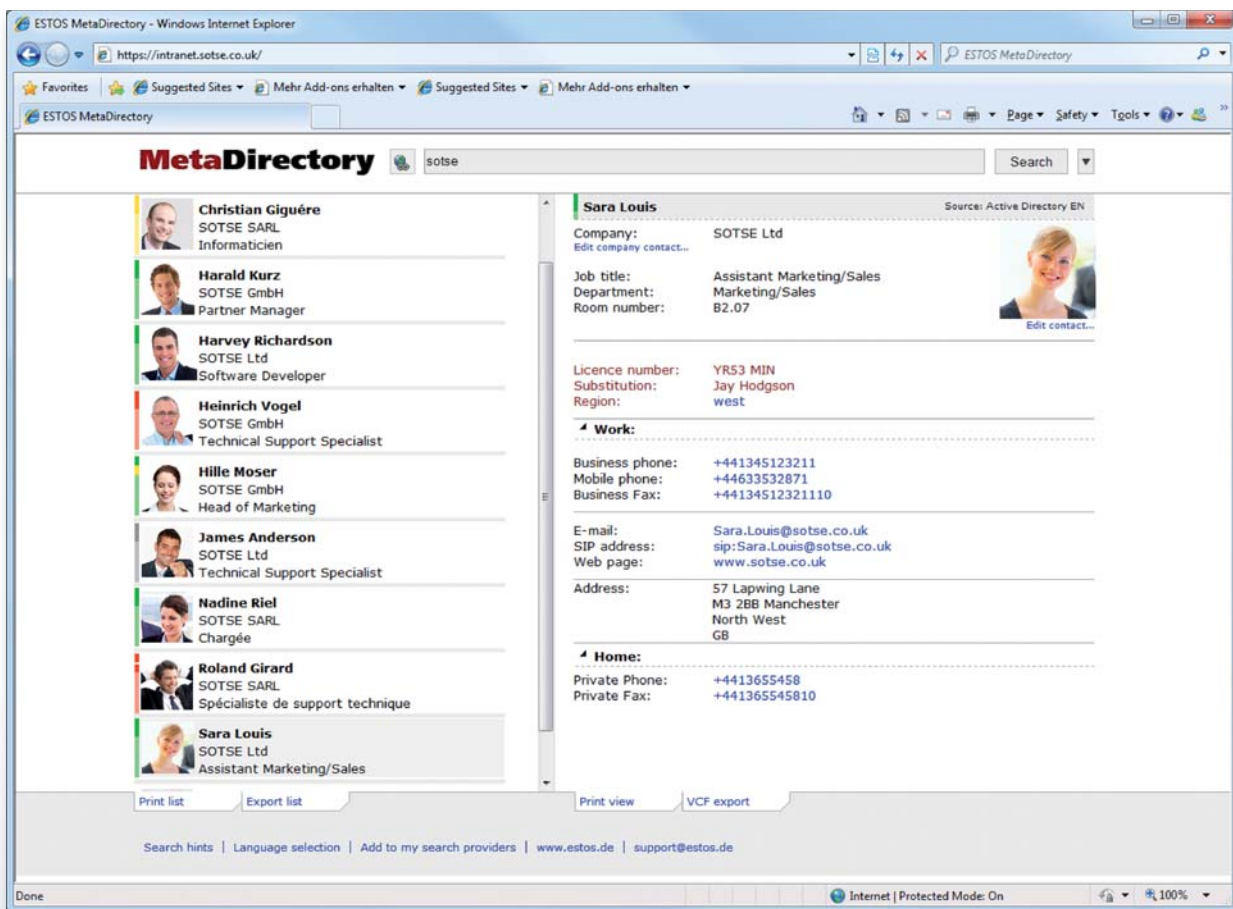 ESTOS MetaDirectory - Windows Internet Explorer
https://intranet.sotse.co.uk/
ESTOS MetaDirectory
Favorites
Suggested Sites
Mehr Add-ons erhalten
Suggested Sites
Mehr Add-ons erhalten
ESTOS MetaDirectory
Page Safety Tools
MetaDirectory
sotse
Search
Christian Giguére
SOTSE SARL
Informaticien
Harald Kurz
SOTSE GmbH
Partner Manager
Harvey Richardson
SOTSE Ltd
Software Developer
Heinrich Vogel
SOTSE GmbH
Technical Support Specialist
Hille Moser
SOTSE GmbH
Head of Marketing
James Anderson
SOTSE Ltd
Technical Support Specialist
Nadine Riel
SOTSE SARL
Chargée
Roland Girard
SOTSE SARL
Spécialiste de support technique
Sara Louis
SOTSE Ltd
Assistant Marketing/Sales
Print list
Export list
Sara Louis Source: Active Directory EN
Company: SOTSE Ltd
Edit company contact...
Job title: Assistant Marketing/Sales
Department: Marketing/Sales
Room number: B2.07
Edit contact...
Licence number: YR53 MIN
Substitution: Jay Hodgson
Region: west
Work:
Business phone: +441345123211
Mobile phone: +44633532871
Business Fax: +44134512321110
E-mail: Sara.Louis@sotse.co.uk
SIP address: sip:Sara.Louis@sotse.co.uk
Web page: www.sotse.co.uk
Address: 57 Lapwing Lane
M3 2BB Manchester
North West
GB
Home:
Private Phone: +4413655458
Private Fax: +441365545810
Print view
VCF export
Search hints | Language selection | Add to my search providers | www.estos.de | support@estos.de
Done
Internet | Protected Mode: On
100%